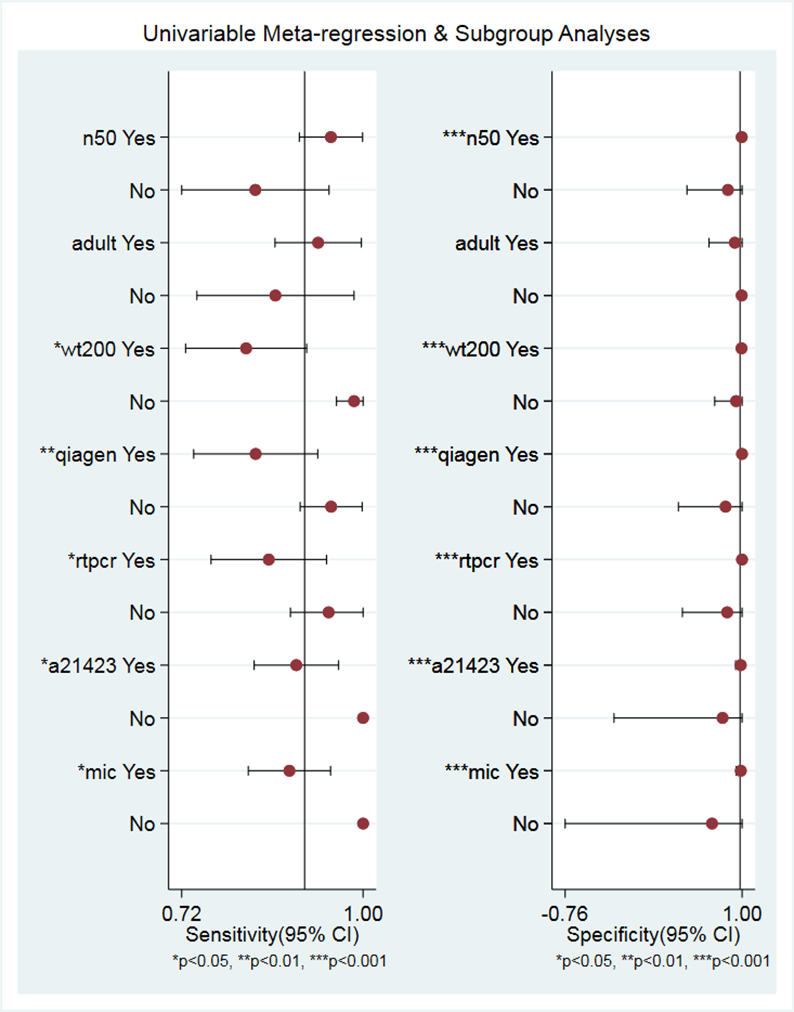 Univariable Meta-regression & Subgroup Analyses
n50 Yes
No
adult Yes
No
*wt200 Yes
No
**qiagen Yes
No
*rtpcr Yes
No
*a21423 Yes
No
*mic Yes
No
0.72 1.00
Sensitivity(95% CI)
*p<0.05, **p<0.01, ***p<0.001
***n50 Yes
No
adult Yes
No
***wt200 Yes
No
***qiagen Yes
No
***rtpcr Yes
No
***a21423 Yes
No
***mic Yes
No
-0.76 1.00
Specificity(95% CI)
*p<0.05, **p<0.01, ***p<0.001